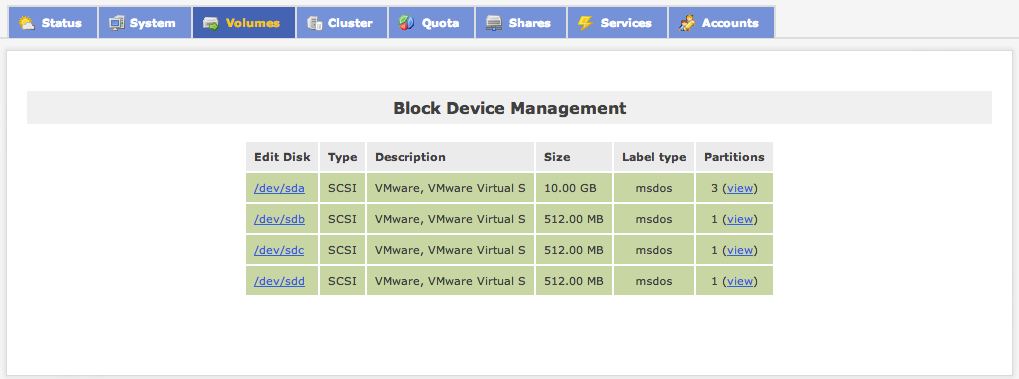 Status System Volumes Cluster Quota Shares Services Accounts
Block Device Management
Edit Disk Type Description Size Label type Partitions
/dev/sda SCSI VMware, VMware Virtual S 10.00 GB msdos 3 (view)
/dev/sdb SCSI VMware, VMware Virtual S 512.00 MB msdos 1 (view)
/dev/sdc SCSI VMware, VMware Virtual S 512.00 MB msdos 1 (view)
/dev/sdd SCSI VMware, VMware Virtual S 512.00 MB msdos 1 (view)